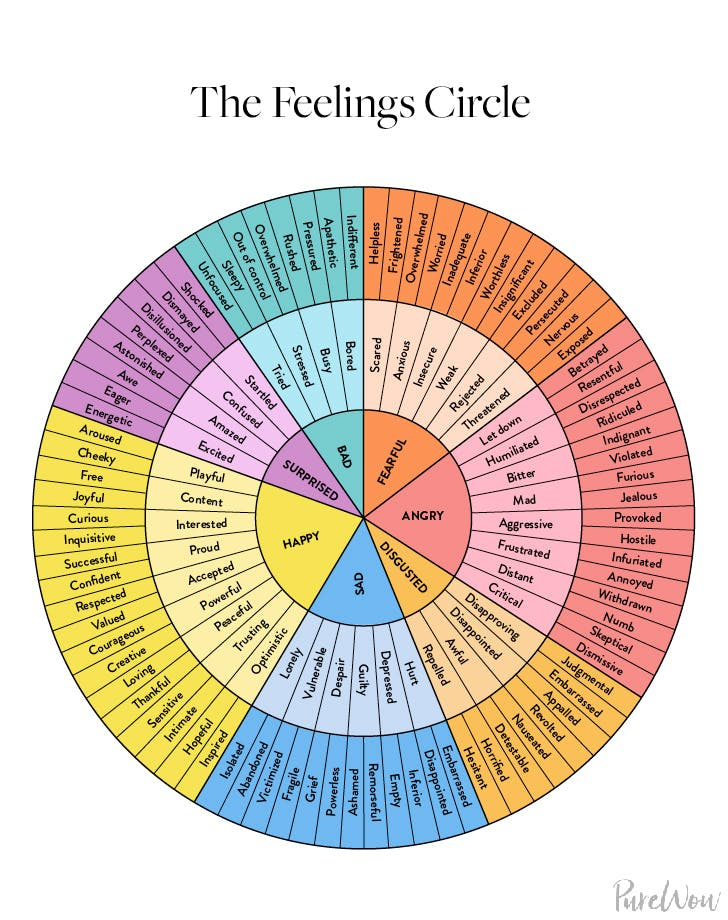 The Feelings Circle
BAD
FEARFUL
ANGRY
DISGUSTED
SAD
HAPPY
SURPRISED
Tried
Stressed
Busy
Bored
Scared
Anxious
Insecure
Weak
Rejected
Threatened
Let down
Humiliated
Bitter
Mad
Aggressive
Frustrated
Distant
Critical
Disapproving
Disappointed
Awful
Repelled
Hurt
Depressed
Guilty
Despair
Vulnerable
Lonely
Optimistic
Trusting
Peaceful
Powerful
Accepted
Proud
Interested
Content
Playful
Excited
Amazed
Confused
Startled
Unfocused
Sleepy
Out of control
Overwhelmed
Rushed
Pressured
Apathetic
Indifferent
Helpless
Frightened
Overwhelmed
Worried
Inadequate
Inferior
Worthless
Insignificant
Excluded
Persecuted
Nervous
Exposed
Betrayed
Resentful
Disrespected
Ridiculed
Indignant
Violated
Furious
Jealous
Provoked
Hostile
Infuriated
Annoyed
Withdrawn
Numb
Skeptical
Dismissive
Judgmental
Embarrassed
Appalled
Revolted
Nauseated
Detestable
Horrified
Hesitant
Embarrassed
Disappointed
Inferior
Empty
Remorseful
Ashamed
Powerless
Grief
Fragile
Victimized
Abandoned
Isolated
Inspired
Hopeful
Intimate
Sensitive
Thankful
Loving
Creative
Courageous
Valued
Respected
Confident
Successful
Inquisitive
Curious
Joyful
Free
Cheeky
Aroused
Energetic
Eager
Awe
Astonished
Perplexed
Disillusioned
Dismayed
Shocked
PureWow